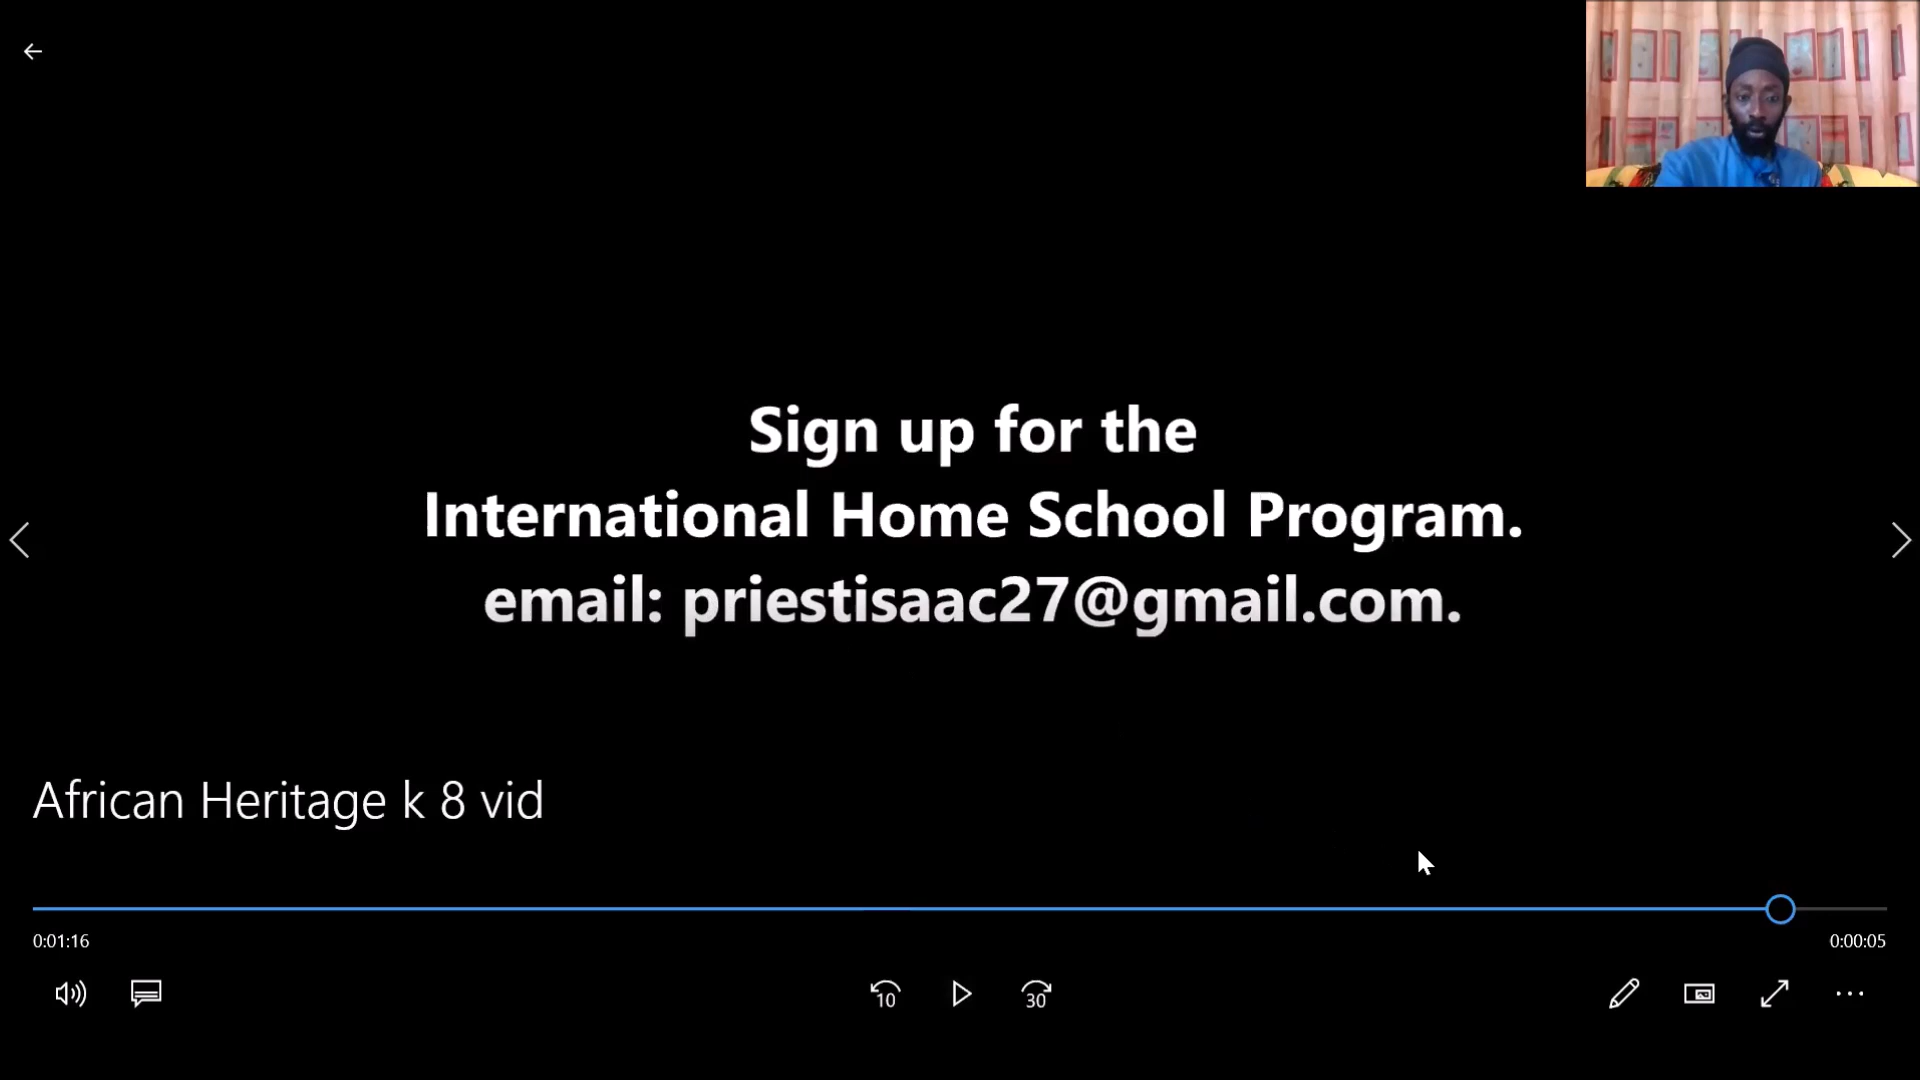 Sign up for the
International Home School Program.
email: priestisaac27@gmail.com.
African Heritage k 8 vid
0:01:16
0:00:05
10
30